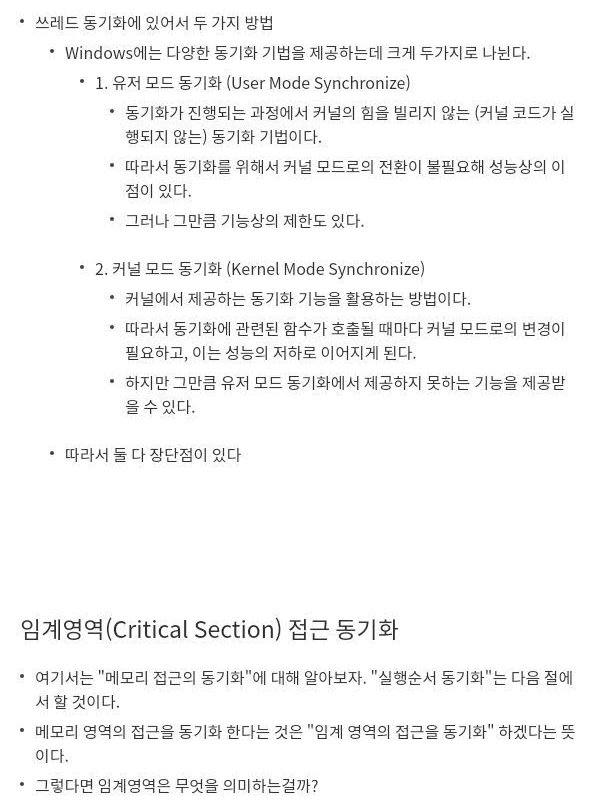 쓰레드 동기화에 있어서 두 가지 방법
Windows에는 다양한 동기화 기법을 제공하는데 크게 두가지로 나뉜다.
1. 유저 모드 동기화 (User Mode Synchronize)
동기화가 진행되는 과정에서 커널의 힘을 빌리지 않는 (커널 코드가 실
행되지 않는) 동기화 기법이다.
따라서 동기화를 위해서 커널 모드로의 전환이 불필요해 성능상의 이
점이 있다.
그러나 그만큼 기능상의 제한도 있다.
2. 커널 모드 동기화 (Kernel Mode Synchronize)
커널에서 제공하는 동기화 기능을 활용하는 방법이다.
따라서 동기화에 관련된 함수가 호출될 때마다 커널 모드로의 변경이
필요하고, 이는 성능의 저하로 이어지게 된다.
하지만 그만큼 유저 모드 동기화에서 제공하지 못하는 기능을 제공받
을 수 있다.
따라서 둘 다 장단점이 있다
임계영역(Critical Section) 접근 동기화
여기서는 "메모리 접근의 동기화"에 대해 알아보자. "실행순서 동기화"는 다음 절에
서 할 것이다.
메모리 영역의 접근을 동기화 한다는 것은 "임계 영역의 접근을 동기화" 하겠다는 뜻
이다.
그렇다면 임계영역은 무엇을 의미하는걸까?